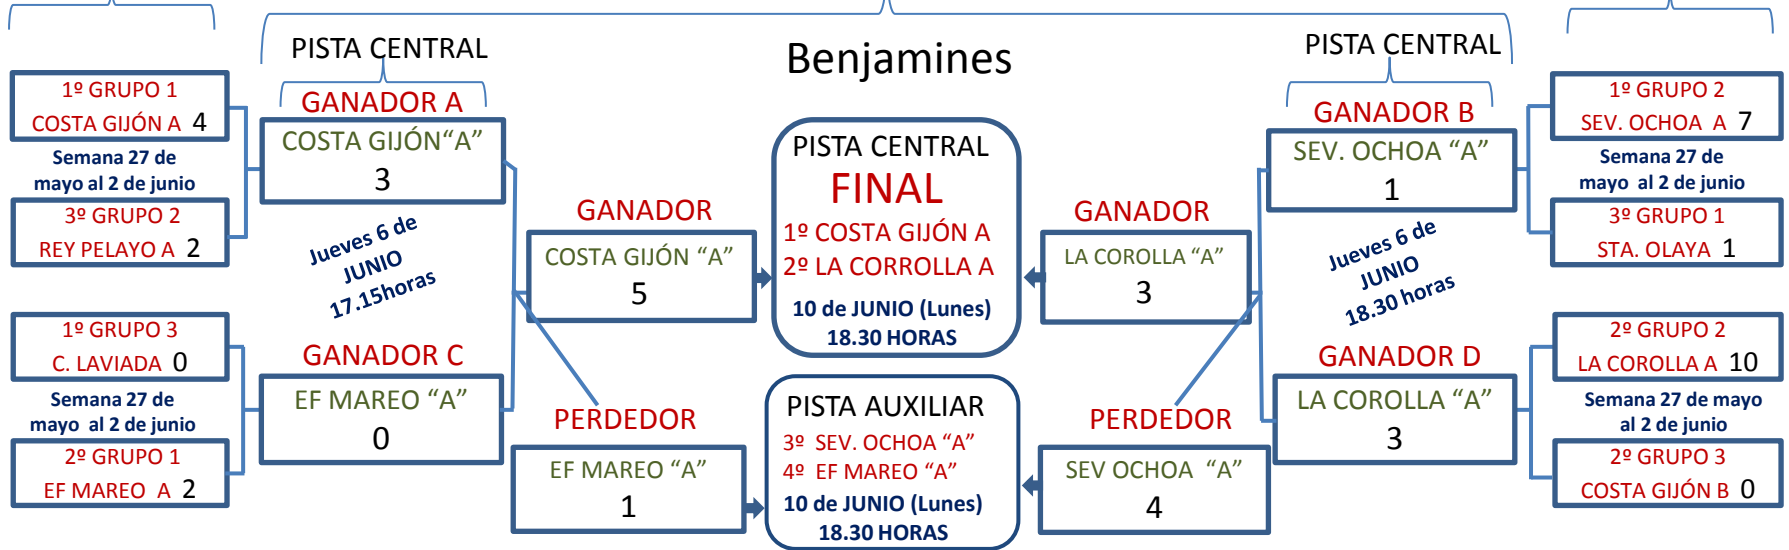 Benjamines
1º GRUPO 1
COSTA GIJÓN A 4
Semana 27 de
mayo al 2 de junio
3º GRUPO 2
REY PELAYO A 2
1º GRUPO 3
C. LAVIADA 0
Semana 27 de
mayo al 2 de junio
2º GRUPO 1
EF MAREO A 2
PISTA CENTRAL
GANADOR A
COSTA GIJÓN“A”
3
Jueves 6 de
JUNIO
17.15horas
GANADOR C
EF MAREO “A”
0
GANADOR
COSTA GIJÓN “A”
5
PERDEDOR
EF MAREO “A”
1
PISTA CENTRAL
FINAL
1º COSTA GIJÓN A
2º LA CORROLLA A
10 de JUNIO (Lunes)
18.30 HORAS
PISTA AUXILIAR
3º SEV. OCHOA “A”
4º EF MAREO “A”
10 de JUNIO (Lunes)
18.30 HORAS
GANADOR
LA COROLLA “A”
3
PERDEDOR
SEV OCHOA “A”
4
PISTA CENTRAL
GANADOR B
SEV. OCHOA “A”
1
Jueves 6 de
JUNIO
18.30 horas
GANADOR D
LA COROLLA “A”
3
1º GRUPO 2
SEV. OCHOA A 7
Semana 27 de
mayo al 2 de junio
3º GRUPO 1
STA. OLAYA 1
2º GRUPO 2
LA COROLLA A 10
Semana 27 de mayo
al 2 de junio
2º GRUPO 3
COSTA GIJÓN B 0